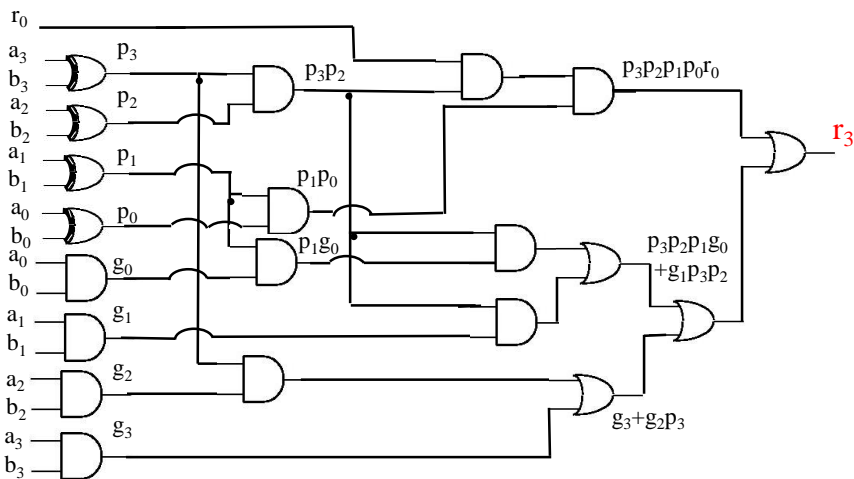 r₀
a₃ p₃
b₃
p₃p₂
p₃p₂p₁p₀r₀
a₂ p₂
b₂
r₃
a₁ p₁
b₁
p₁p₀
a₀ p₀
b₀
a₀ g₀
b₀
p₁g₀
p₃p₂p₁g₀
+g₁p₃p₂
a₁ g₁
b₁
a₂ g₂
b₂
g₃+g₂p₃
a₃ g₃
b₃